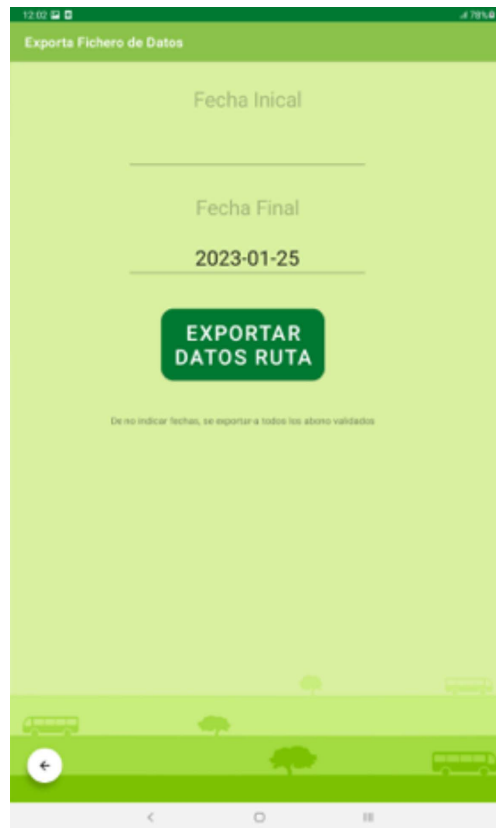 12:02
78%
Exporta Fichero de Datos
Fecha Inical
Fecha Final
2023-01-25
EXPORTAR
DATOS RUTA
De no indicar fechas, se exportar-a todos los abono validados